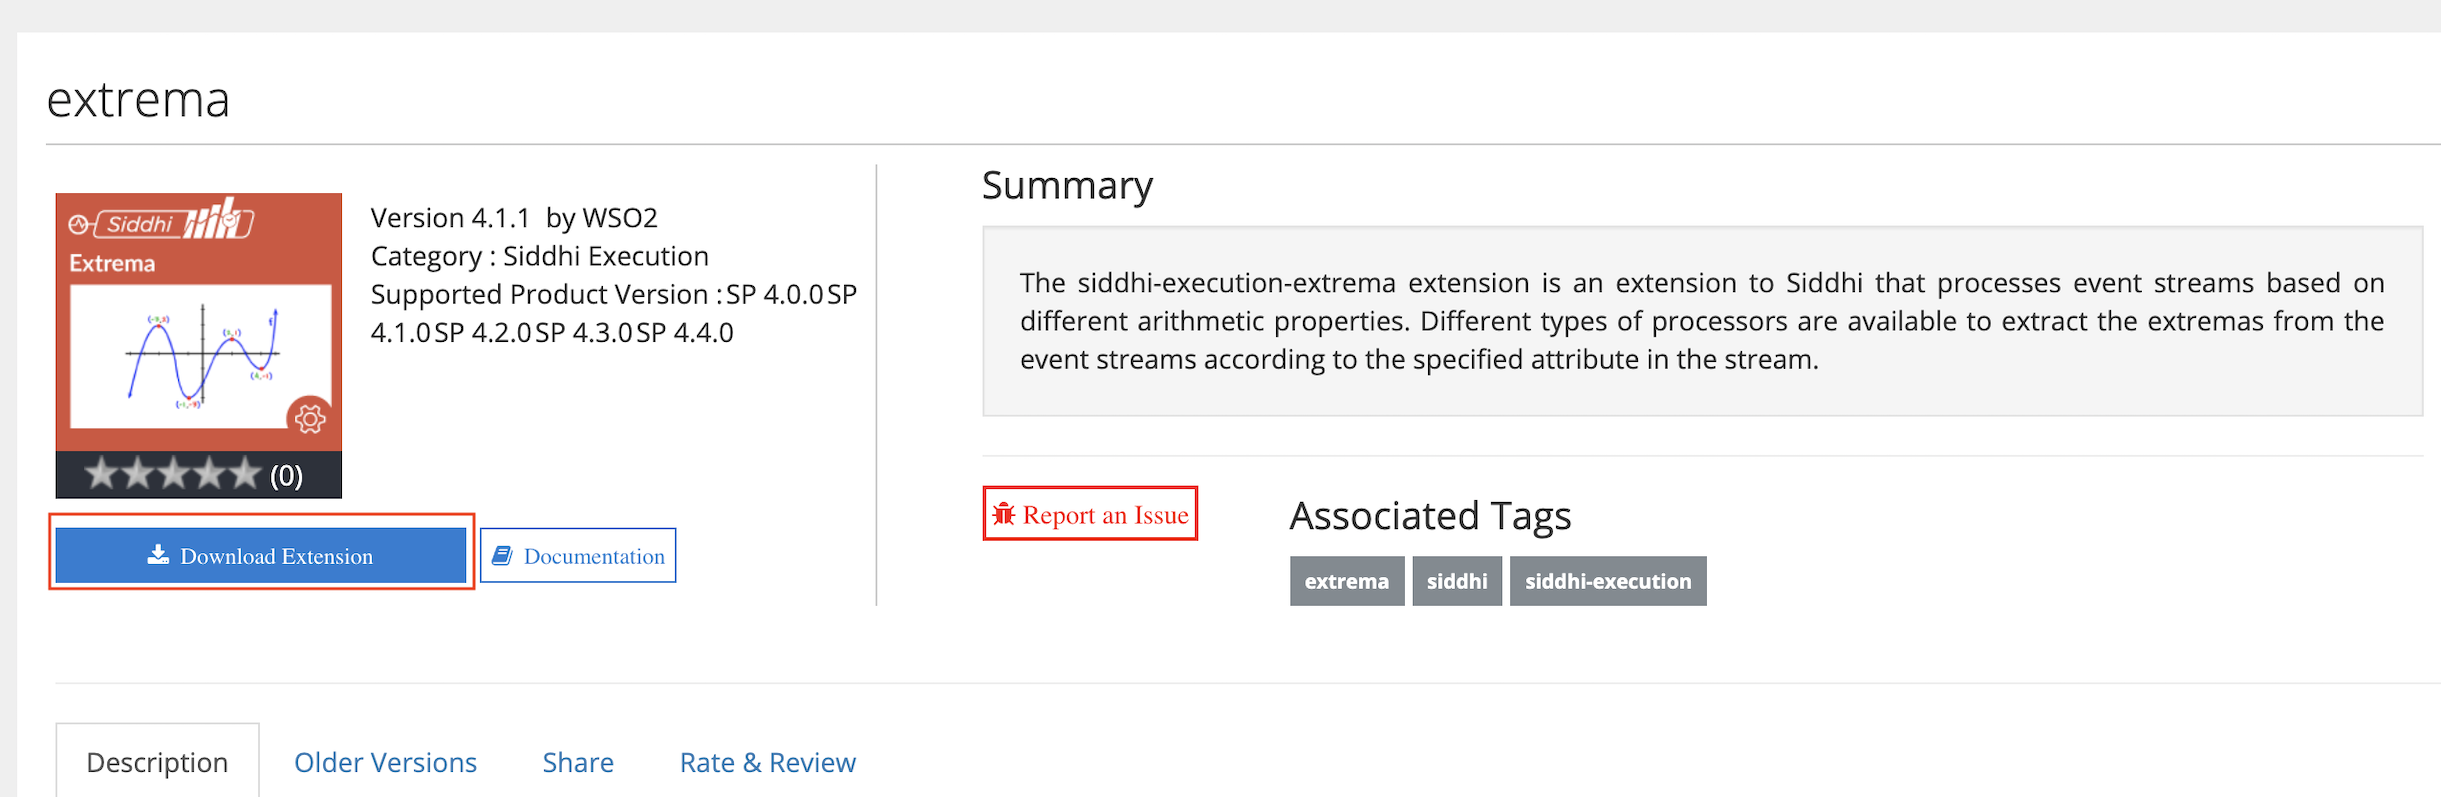 extrema
Siddhi
Extrema
(0)
Version 4.1.1 by WSO2
Category : Siddhi Execution
Supported Product Version : SP 4.0.0 SP
4.1.0 SP 4.2.0 SP 4.3.0 SP 4.4.0
Download Extension
Documentation
Summary
The siddhi-execution-extrema extension is an extension to Siddhi that processes event streams based on
different arithmetic properties. Different types of processors are available to extract the extremas from the
event streams according to the specified attribute in the stream.
Report an Issue
Associated Tags
extrema siddhi siddhi-execution
Description Older Versions Share Rate & Review